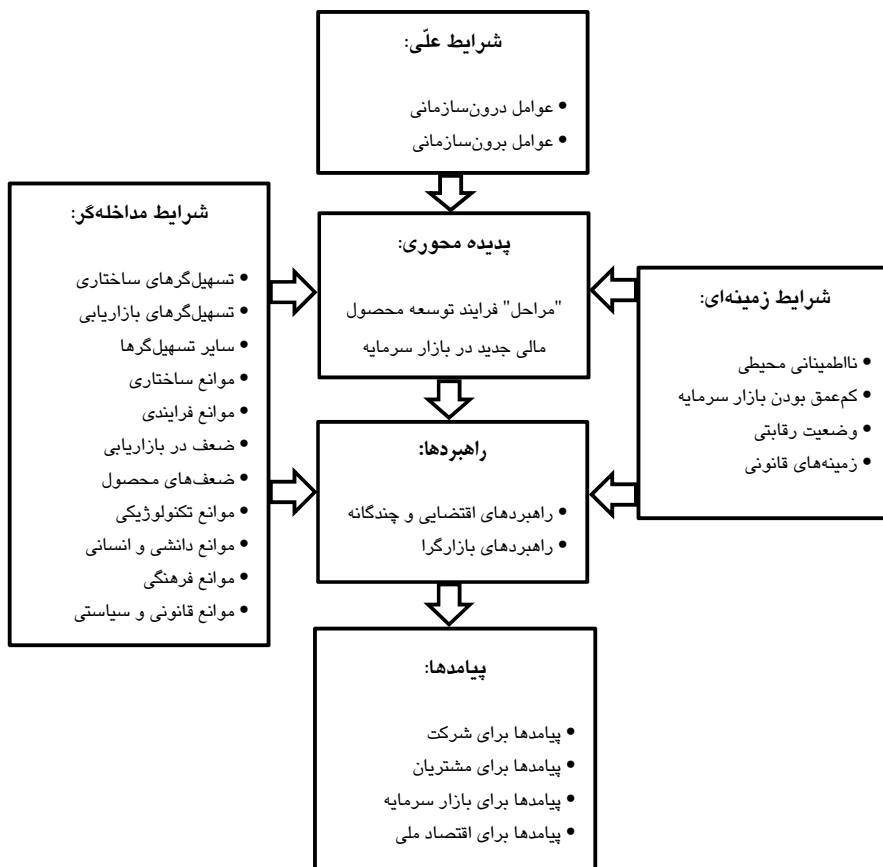 شرایط علّی:
• عوامل درون‌سازمانی
• عوامل برون‌سازمانی
شرایط مداخله‌گر:
• تسهیل‌گرهای ساختاری
• تسهیل‌گرهای بازاریابی
• سایر تسهیل‌گرها
• موانع ساختاری
• موانع فرایندی
• ضعف در بازاریابی
• ضعف‌های محصول
• موانع تکنولوژیکی
• موانع دانشی و انسانی
• موانع فرهنگی
• موانع قانونی و سیاستی
پدیده محوری:
"مراحل" فرایند توسعه محصول
مالی جدید در بازار سرمایه
شرایط زمینه‌ای:
• نااطمینانی محیطی
• کم‌عمق بودن بازار سرمایه
• وضعیت رقابتی
• زمینه‌های قانونی
راهبردها:
• راهبردهای اقتضایی و چندگانه
• راهبردهای بازارگرا
پیامدها:
• پیامدها برای شرکت
• پیامدها برای مشتریان
• پیامدها برای بازار سرمایه
• پیامدها برای اقتصاد ملی